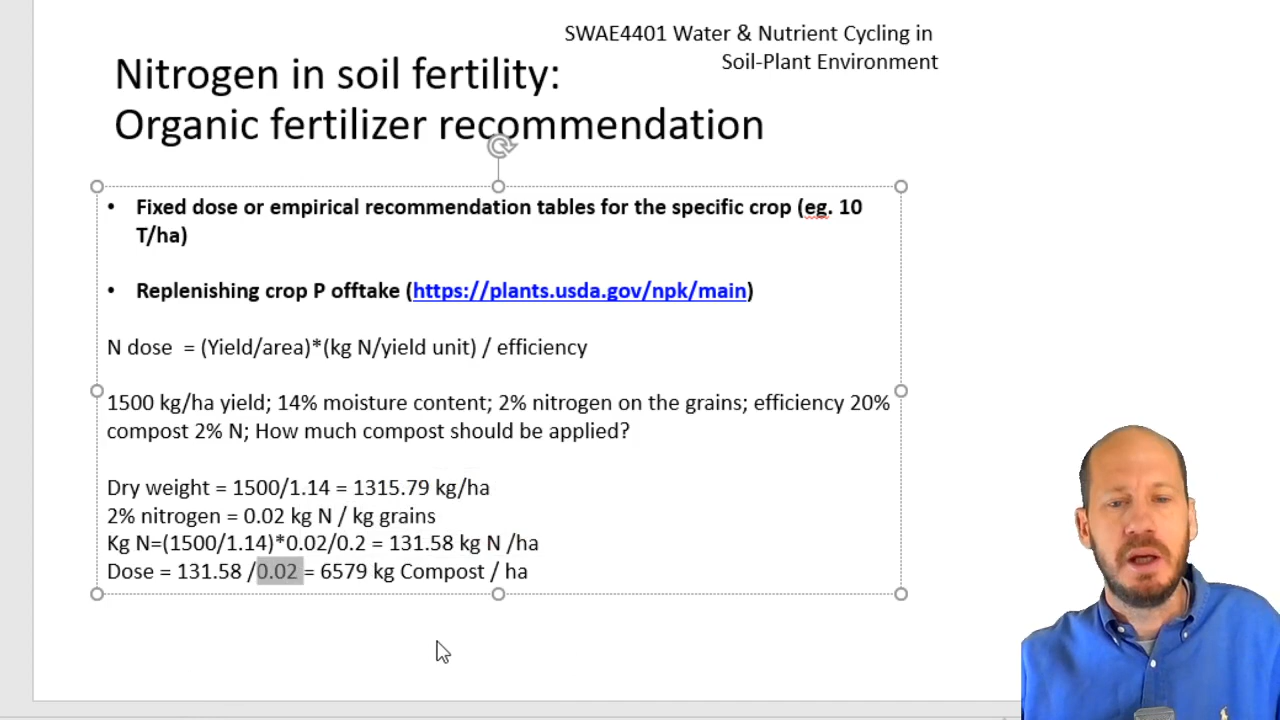 SWAE4401 Water & Nutrient Cycling in
Soil-Plant Environment
Nitrogen in soil fertility:
Organic fertilizer recommendation
• Fixed dose or empirical recommendation tables for the specific crop (eg. 10
T/ha)
• Replenishing crop P offtake (https://plants.usda.gov/npk/main)
N dose = (Yield/area)*(kg N/yield unit) / efficiency
1500 kg/ha yield; 14% moisture content; 2% nitrogen on the grains; efficiency 20%
compost 2% N; How much compost should be applied?
Dry weight = 1500/1.14 = 1315.79 kg/ha
2% nitrogen = 0.02 kg N / kg grains
Kg N=(1500/1.14)*0.02/0.2 = 131.58 kg N /ha
Dose = 131.58 /0.02 = 6579 kg Compost / ha